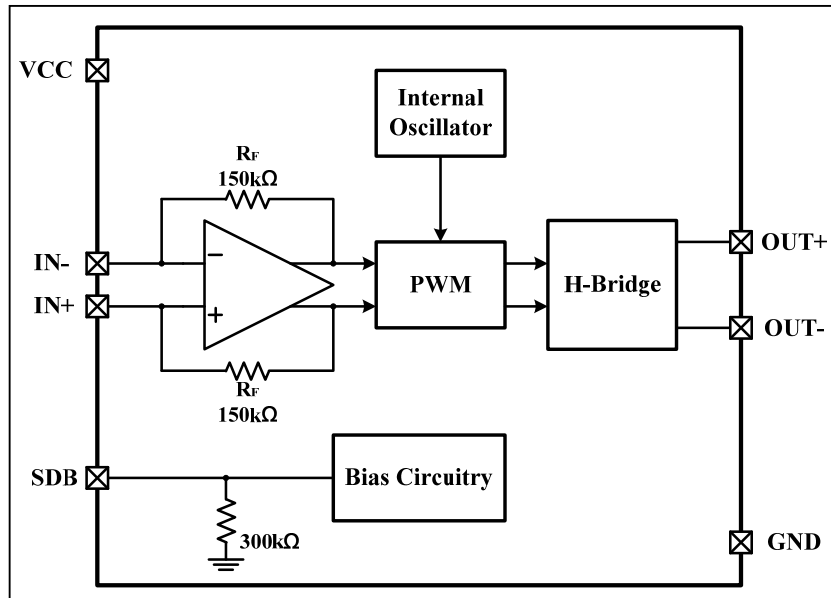 VCC
Internal
Oscillator
RF
150kΩ
IN-
−
PWM
H-Bridge
OUT+
IN+
+
OUT-
RF
150kΩ
SDB
Bias Circuitry
300kΩ
GND